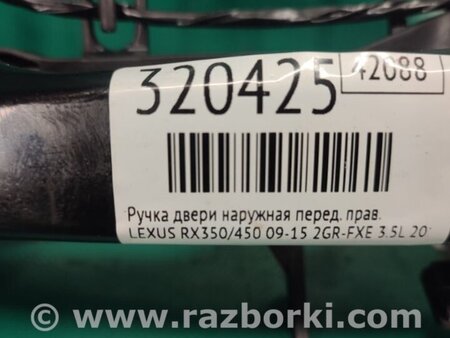 320425 42088
Ручка двери наружная перед. прав.
LEXUS RX350/450 09-15 2GR-FXE 3.5L 20
© www.razborki.com